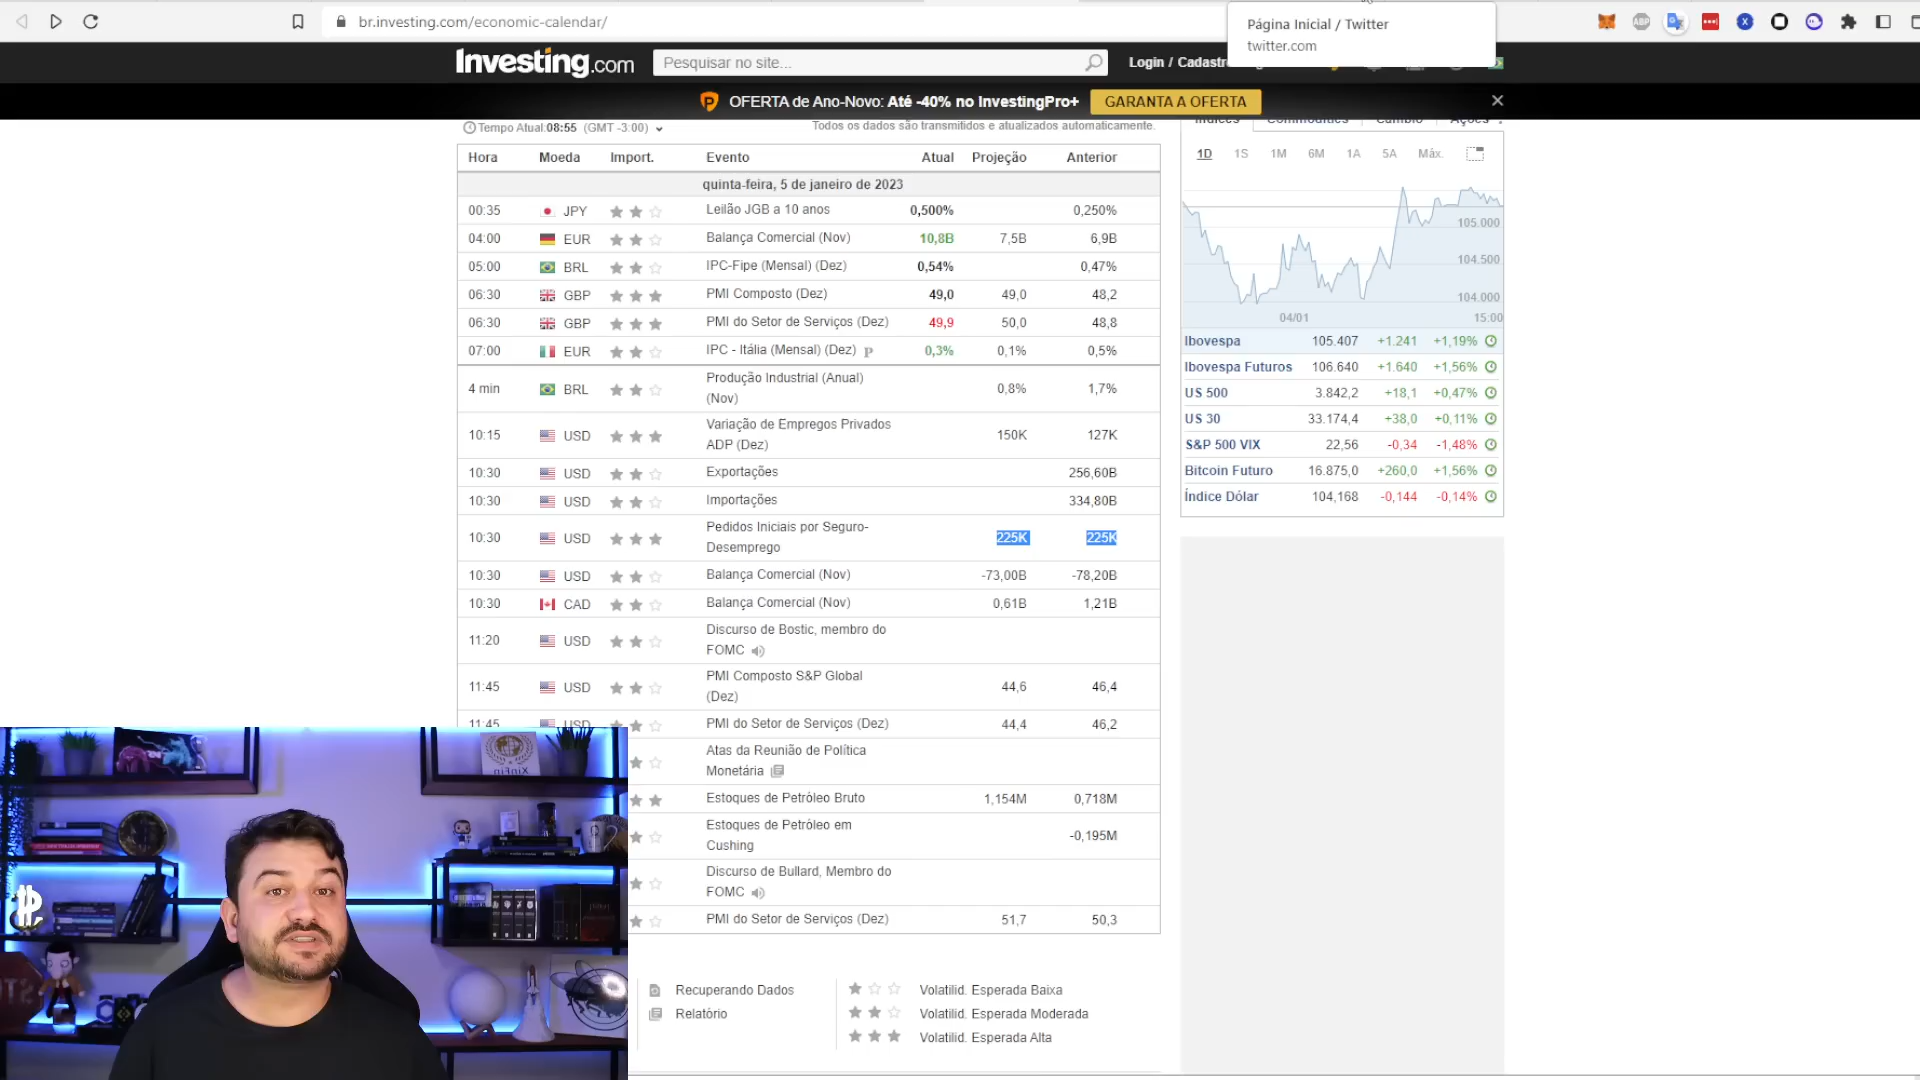 br.investing.com/economic-calendar/
Página Inicial / Twitter
twitter.com
Investing.com
Pesquisar no site...
Login / Cadastre
OFERTA de Ano-Novo: Até -40% no InvestingPro+
GARANTA A OFERTA
Tempo Atual:08:55 (GMT -3:00)
Todos os dados são transmitidos e atualizados automaticamente.
Índices Commodities Câmbio Ações
Hora Moeda Import. Evento Atual Projeção Anterior
quinta-feira, 5 de janeiro de 2023
00:35 JPY Leilão JGB a 10 anos 0,500% 0,250%
04:00 EUR Balança Comercial (Nov) 10,8B 7,5B 6,9B
05:00 BRL IPC-Fipe (Mensal) (Dez) 0,54% 0,47%
06:30 GBP PMI Composto (Dez) 49,0 49,0 48,2
06:30 GBP PMI do Setor de Serviços (Dez) 49,9 50,0 48,8
07:00 EUR IPC - Itália (Mensal) (Dez) P 0,3% 0,1% 0,5%
4 min BRL Produção Industrial (Anual)
(Nov) 0,8% 1,7%
10:15 USD Variação de Empregos Privados
ADP (Dez) 150K 127K
10:30 USD Exportações 256,60B
10:30 USD Importações 334,80B
10:30 USD Pedidos Iniciais por Seguro-
Desemprego 225K 225K
10:30 USD Balança Comercial (Nov) -73,00B -78,20B
10:30 CAD Balança Comercial (Nov) 0,61B 1,21B
11:20 USD Discurso de Bostic, membro do
FOMC
11:45 USD PMI Composto S&P Global
(Dez) 44,6 46,4
11:45 USD PMI do Setor de Serviços (Dez) 44,4 46,2
Atas da Reunião de Política
Monetária
Estoques de Petróleo Bruto 1,154M 0,718M
Estoques de Petróleo em
Cushing -0,195M
Discurso de Bullard, Membro do
FOMC
PMI do Setor de Serviços (Dez) 51,7 50,3
Recuperando Dados
Relatório
Volatilid. Esperada Baixa
Volatilid. Esperada Moderada
Volatilid. Esperada Alta
1D 1S 1M 6M 1A 5A Máx.
105.000
104.500
104.000
04/01 15:00
Ibovespa 105.407 +1.241 +1,19%
Ibovespa Futuros 106.640 +1.640 +1,56%
US 500 3.842,2 +18,1 +0,47%
US 30 33.174,4 +38,0 +0,11%
S&P 500 VIX 22,56 -0,34 -1,48%
Bitcoin Futuro 16.875,0 +260,0 +1,56%
Índice Dólar 104,168 -0,144 -0,14%
ABP
XinFin